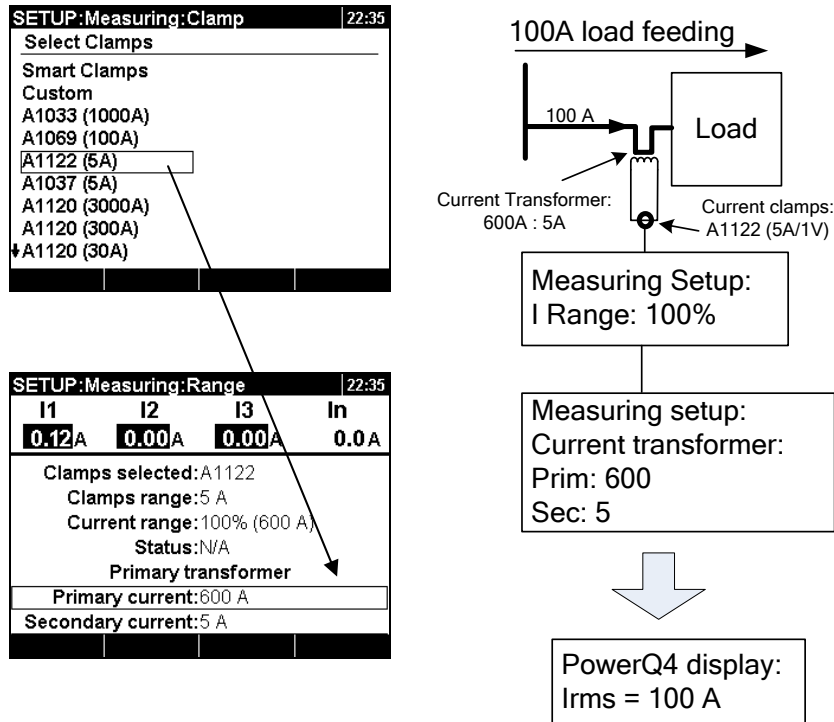 SETUP:Measuring:Clamp 22:35
Select Clamps
Smart Clamps
Custom
A1033 (1000A)
A1069 (100A)
A1122 (5A)
A1037 (5A)
A1120 (3000A)
A1120 (300A)
A1120 (30A)
SETUP:Measuring:Range 22:35
I1 I2 I3 In
0.12A 0.00A 0.00A 0.0A
Clamps selected:A1122
Clamps range:5 A
Current range:100% (600 A)
Status:N/A
Primary transformer
Primary current:600 A
Secondary current:5 A
100A load feeding
100 A
Load
Current Transformer:
600A : 5A
Current clamps:
A1122 (5A/1V)
Measuring Setup:
I Range: 100%
Measuring setup:
Current transformer:
Prim: 600
Sec: 5
PowerQ4 display:
Irms = 100 A